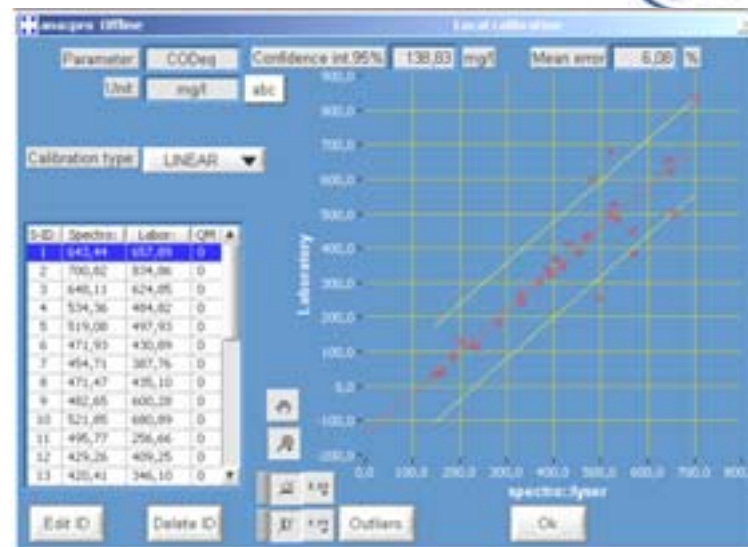 ana::pro Offline Local calibration
Parameter CODeq Confidence int.95% 138,83 mg/l Mean error 6,08 %
Unit mg/l abc
Calibration type LINEAR
S-ID Spectro: Labor: QM
1 643,44 657,89 0
2 700,82 834,86 0
3 648,11 624,85 0
4 534,36 484,82 0
5 519,08 497,93 0
6 471,93 430,89 0
7 454,71 387,76 0
8 471,47 435,10 0
9 482,65 600,28 0
10 521,85 680,89 0
11 495,77 256,66 0
12 429,26 409,25 0
13 420,41 346,10 0
900,0
800,0
700,0
600,0
500,0
400,0
300,0
200,0
100,0
0,0
-100,0
-200,0
Laboratory
0,0 100,0 200,0 300,0 400,0 500,0 600,0 700,0 800,
spectro::lyser
Edit ID Delete ID Outliers Ok